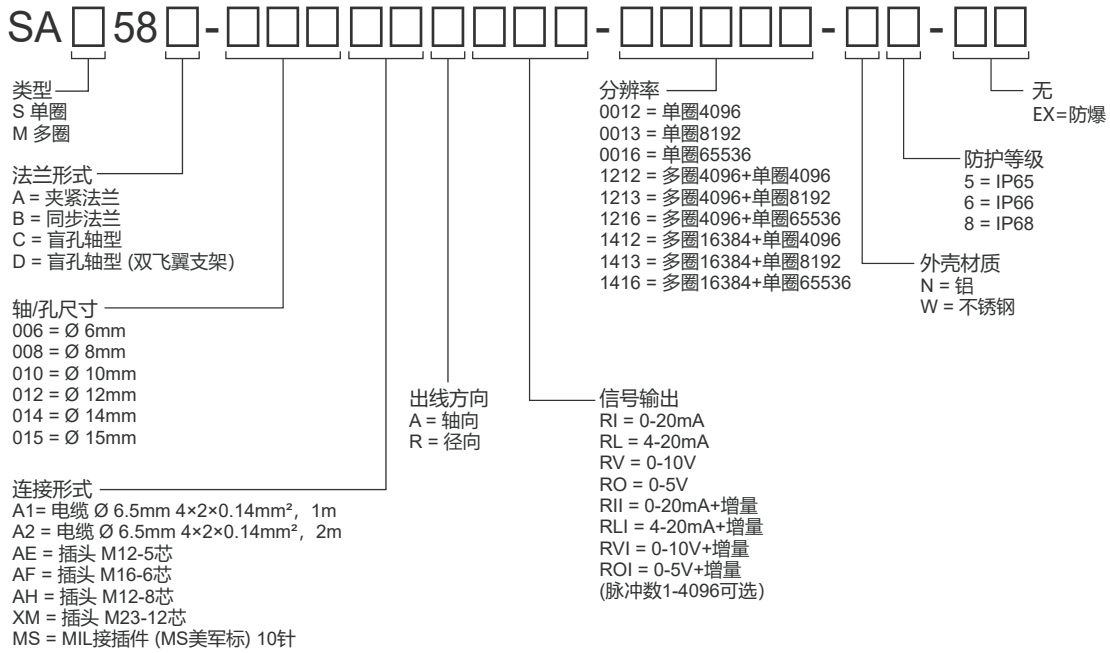 SA□58□-□□□□□□□□□-□□□□□-□□-□□
类型
S 单圈
M 多圈
法兰形式
A = 夹紧法兰
B = 同步法兰
C = 盲孔轴型
D = 盲孔轴型 (双飞翼支架)
轴/孔尺寸
006 = Ø 6mm
008 = Ø 8mm
010 = Ø 10mm
012 = Ø 12mm
014 = Ø 14mm
015 = Ø 15mm
连接形式
A1= 电缆 Ø 6.5mm 4×2×0.14mm²，1m
A2 = 电缆 Ø 6.5mm 4×2×0.14mm²，2m
AE = 插头 M12-5芯
AF = 插头 M16-6芯
AH = 插头 M12-8芯
XM = 插头 M23-12芯
MS = MIL接插件 (MS美军标) 10针
出线方向
A = 轴向
R = 径向
信号输出
RI = 0-20mA
RL = 4-20mA
RV = 0-10V
RO = 0-5V
RII = 0-20mA+增量
RLI = 4-20mA+增量
RVI = 0-10V+增量
ROI = 0-5V+增量
(脉冲数1-4096可选)
分辨率
0012 = 单圈4096
0013 = 单圈8192
0016 = 单圈65536
1212 = 多圈4096+单圈4096
1213 = 多圈4096+单圈8192
1216 = 多圈4096+单圈65536
1412 = 多圈16384+单圈4096
1413 = 多圈16384+单圈8192
1416 = 多圈16384+单圈65536
外壳材质
N = 铝
W = 不锈钢
防护等级
5 = IP65
6 = IP66
8 = IP68
无
EX=防爆